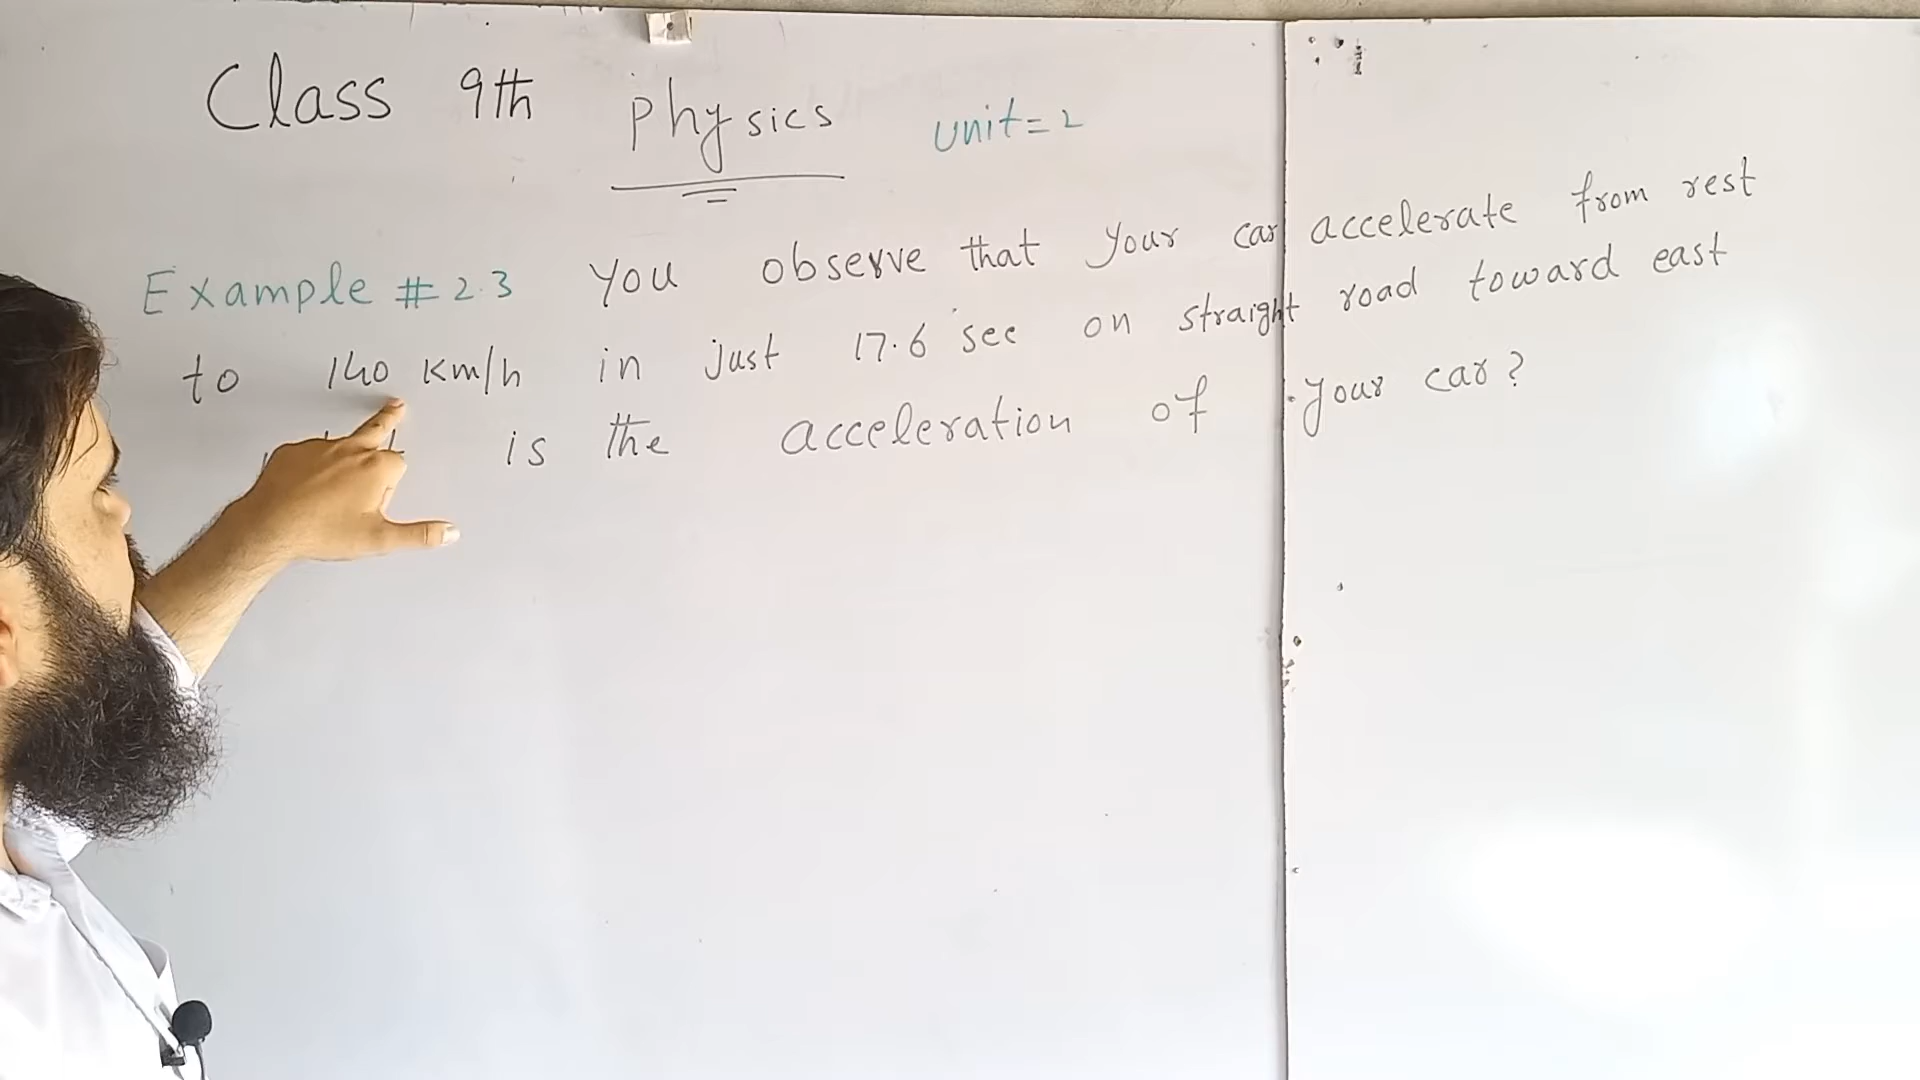 Class 9th Physics Unit=2
Example #2.3 You observe that your car accelerate from rest
to 140 Km/h in just 17.6 sec on straight road toward east
is the acceleration of your car?